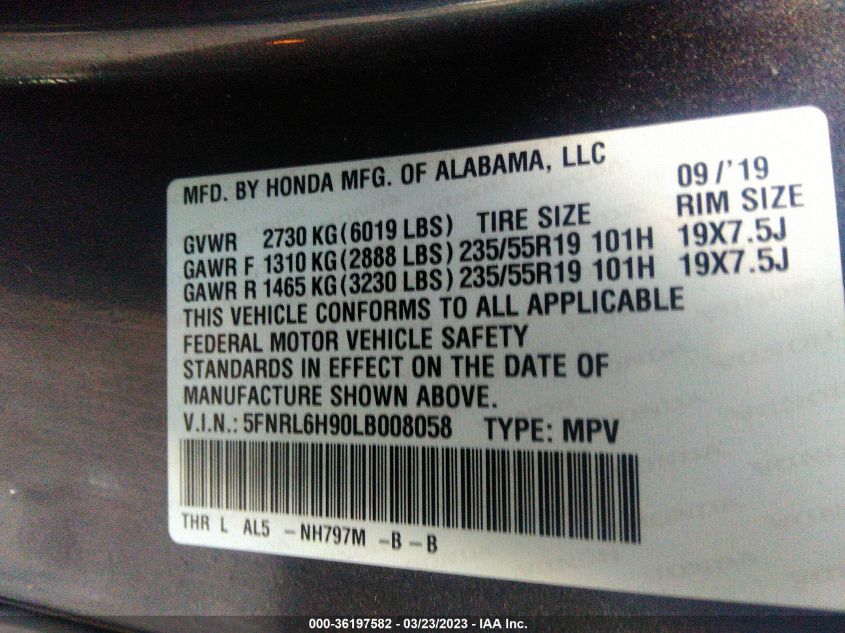 MFD. BY HONDA MFG. OF ALABAMA, LLC 09/'19
GVWR 2730 KG (6019 LBS) TIRE SIZE RIM SIZE
GAWR F 1310 KG (2888 LBS) 235/55R19 101H 19X7.5J
GAWR R 1465 KG (3230 LBS) 235/55R19 101H 19X7.5J
THIS VEHICLE CONFORMS TO ALL APPLICABLE
FEDERAL MOTOR VEHICLE SAFETY
STANDARDS IN EFFECT ON THE DATE OF
MANUFACTURE SHOWN ABOVE.
V.I.N.: 5FNRL6H90LB008058 TYPE: MPV
THR L AL5 - NH797M - B - B
000-36197582 - 03/23/2023 - IAA Inc.